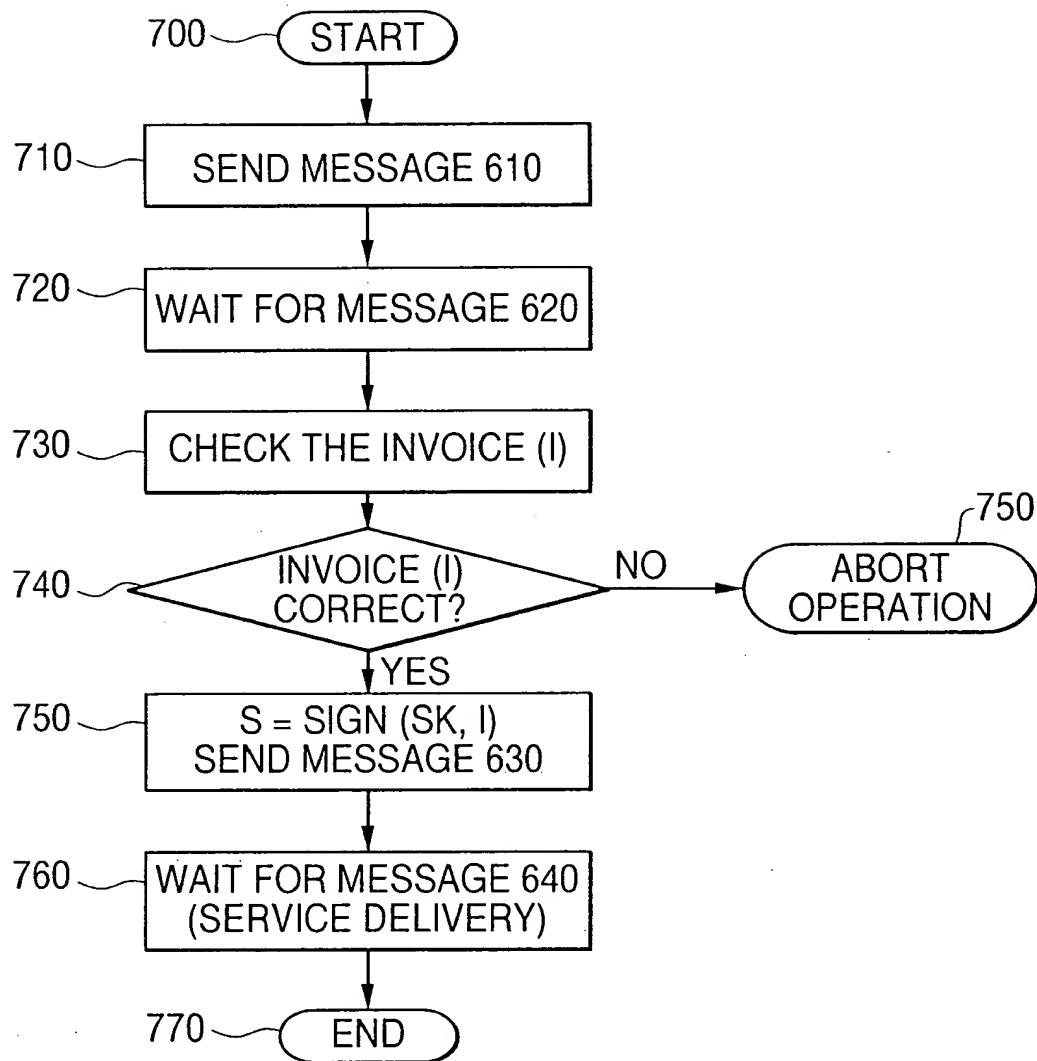 700
START
710
SEND MESSAGE 610
720
WAIT FOR MESSAGE 620
730
CHECK THE INVOICE (I)
740
INVOICE (I)
CORRECT?
NO
750
ABORT
OPERATION
YES
750
S = SIGN (SK, I)
SEND MESSAGE 630
760
WAIT FOR MESSAGE 640
(SERVICE DELIVERY)
770
END